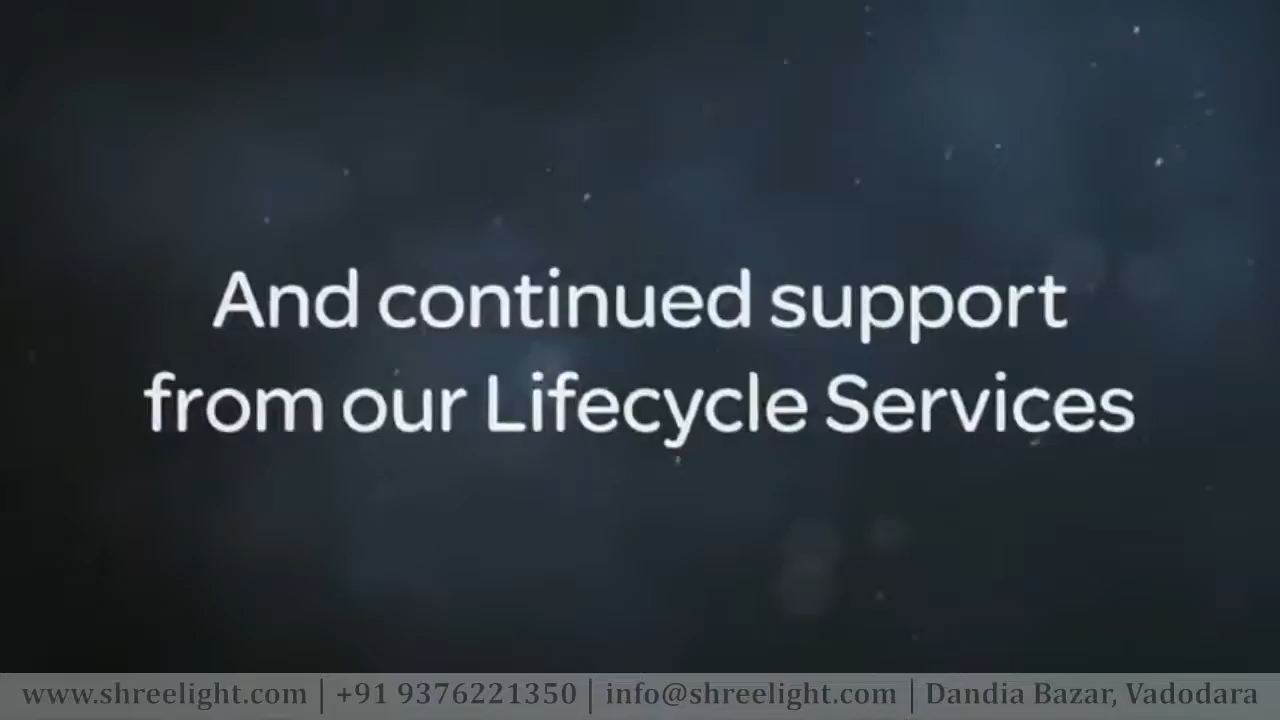 And continued support
from our Lifecycle Services
www.shreelight.com | +91 9376221350 | info@shreelight.com | Dandia Bazar, Vadodara